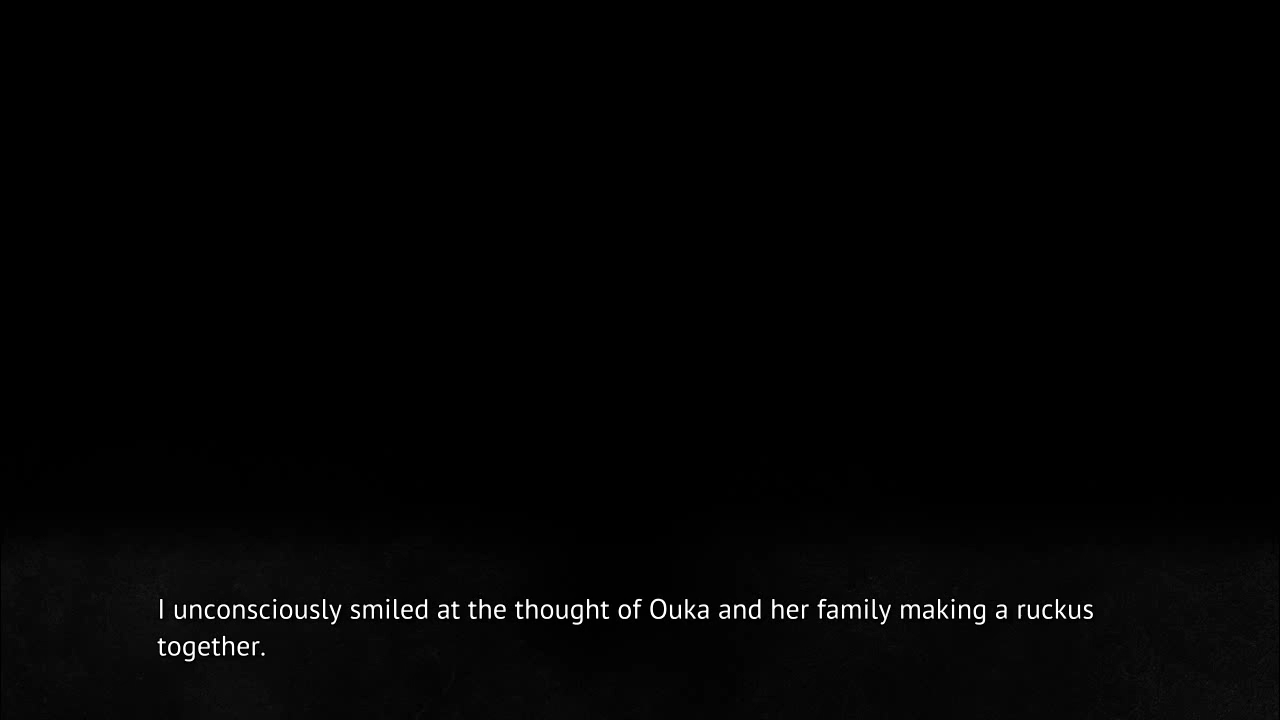 I unconsciously smiled at the thought of Ouka and her family making a ruckus
together.